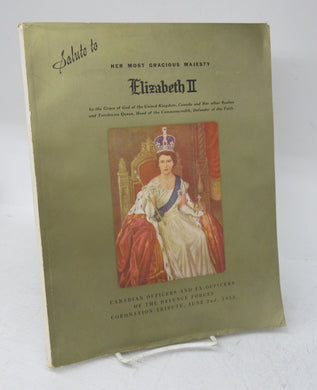 Salute to
HER MOST GRACIOUS MAJESTY
Elizabeth II
by the Grace of God of the United Kingdom, Canada and Her other Realms
and Territories Queen, Head of the Commonwealth, Defender of the Faith
CANADIAN OFFICERS AND EX-OFFICERS
OF THE DEFENCE FORCES
CORONATION TRIBUTE, JUNE 2nd, 1953